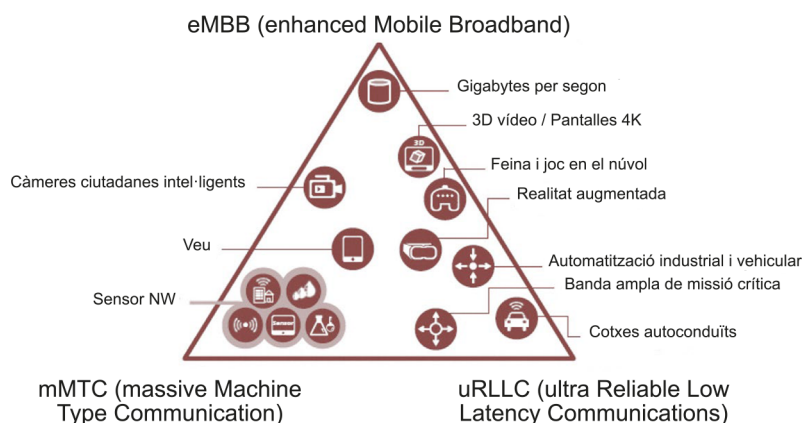 eMBB (enhanced Mobile Broadband)
Gigabytes per segon
3D vídeo / Pantalles 4K
3D
Feina i joc en el núvol
Càmeres ciutadanes intel·ligents
Realitat augmentada
Veu
Automatització industrial i vehicular
Banda ampla de missió crítica
Sensor NW
Sensor
Cotxes autoconduïts
mMTC (massive Machine
Type Communication)
uRLLC (ultra Reliable Low
Latency Communications)